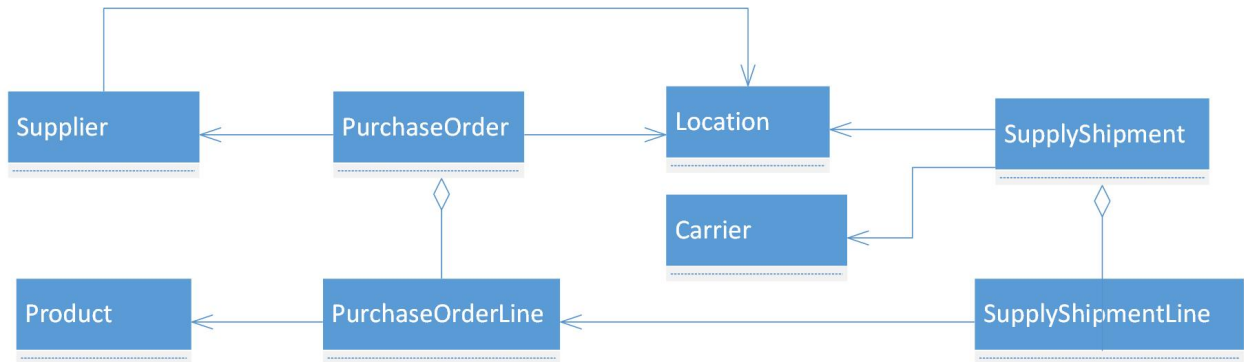 Supplier
PurchaseOrder
Location
SupplyShipment
Carrier
Product
PurchaseOrderLine
SupplyShipmentLine